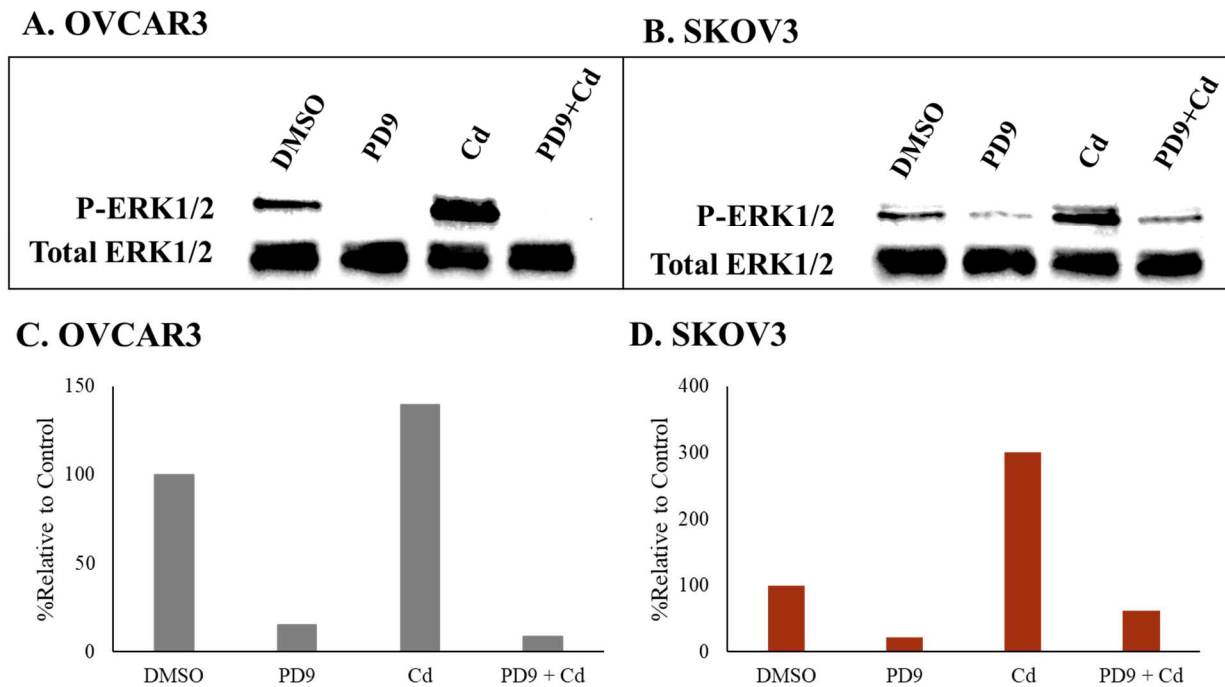 A. OVCAR3
DMSO
PD9
Cd
PD9+Cd
P-ERK1/2
Total ERK1/2
B. SKOV3
DMSO
PD9
Cd
PD9+Cd
P-ERK1/2
Total ERK1/2
C. OVCAR3
%Relative to Control
150
100
50
0
DMSO
PD9
Cd
PD9 + Cd
D. SKOV3
%Relative to Control
400
300
200
100
0
DMSO
PD9
Cd
PD9 + Cd